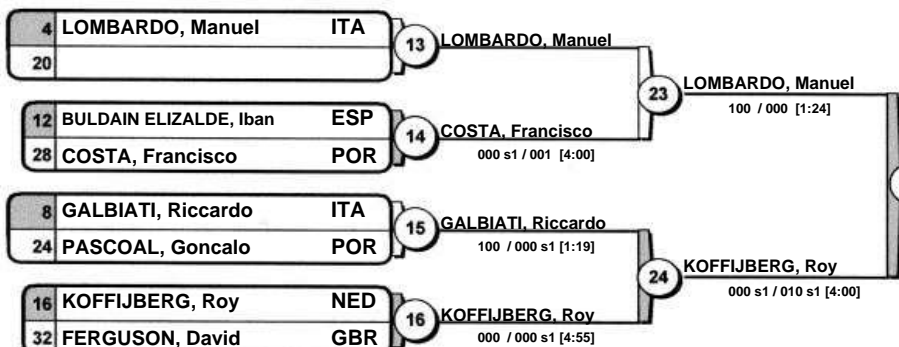 4 LOMBARDO, Manuel ITA
20
13 LOMBARDO, Manuel
12 BULDAIN ELIZALDE, Iban ESP
28 COSTA, Francisco POR
14 COSTA, Francisco
000 s1 / 001 [4:00]
23 LOMBARDO, Manuel
100 / 000 [1:24]
8 GALBIATI, Riccardo ITA
24 PASCOAL, Goncalo POR
15 GALBIATI, Riccardo
100 / 000 s1 [1:19]
16 KOFFIJBERG, Roy NED
32 FERGUSON, David GBR
16 KOFFIJBERG, Roy
000 / 000 s1 [4:55]
24 KOFFIJBERG, Roy
000 s1 / 010 s1 [4:00]